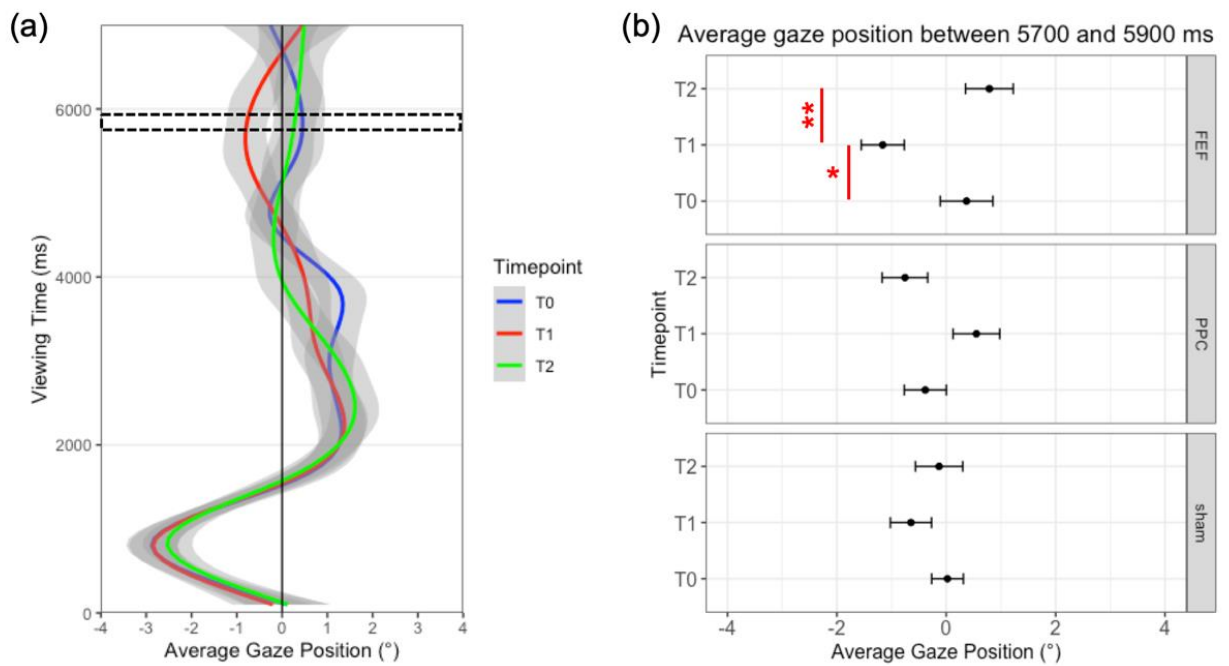 (a)
6000
4000
2000
0
Viewing Time (ms)
-4 -3 -2 -1 0 1 2 3 4
Average Gaze Position (°)
Timepoint
T0
T1
T2
(b) Average gaze position between 5700 and 5900 ms
Timepoint
T2
**
T1
*
T0
FEF
T2
T1
T0
PPC
T2
T1
T0
sham
-4 -2 0 2 4
Average Gaze Position (°)